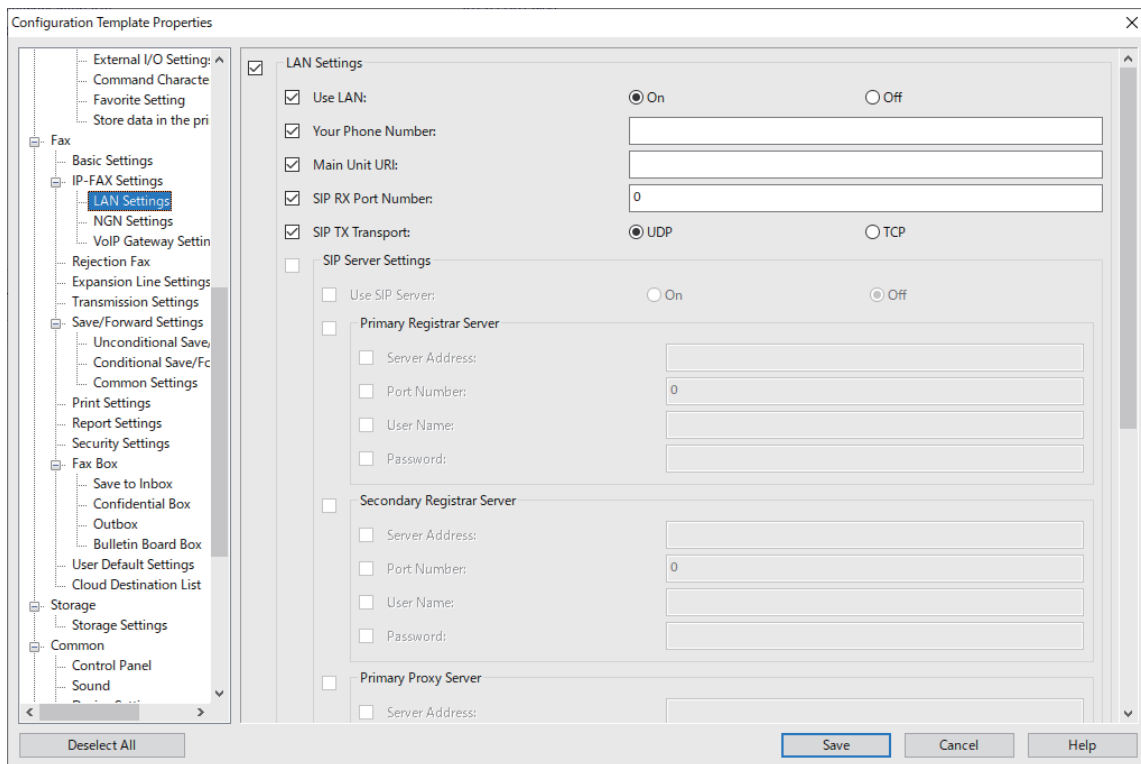 Configuration Template Properties
External I/O Setting
Command Characte
Favorite Setting
Store data in the pri
Fax
Basic Settings
IP-FAX Settings
LAN Settings
NGN Settings
VoIP Gateway Settin
Rejection Fax
Expansion Line Settings
Transmission Settings
Save/Forward Settings
Unconditional Save/
Conditional Save/Fc
Common Settings
Print Settings
Report Settings
Security Settings
Fax Box
Save to Inbox
Confidential Box
Outbox
Bulletin Board Box
User Default Settings
Cloud Destination List
Storage
Storage Settings
Common
Control Panel
Sound
LAN Settings
Use LAN: On Off
Your Phone Number:
Main Unit URI:
SIP RX Port Number: 0
SIP TX Transport: UDP TCP
SIP Server Settings
Use SIP Server: On Off
Primary Registrar Server
Server Address:
Port Number: 0
User Name:
Password:
Secondary Registrar Server
Server Address:
Port Number: 0
User Name:
Password:
Primary Proxy Server
Server Address:
Deselect All Save Cancel Help